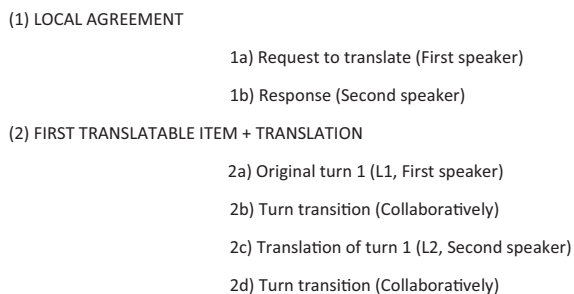 (1) LOCAL AGREEMENT
1a) Request to translate (First speaker)
1b) Response (Second speaker)
(2) FIRST TRANSLATABLE ITEM + TRANSLATION
2a) Original turn 1 (L1, First speaker)
2b) Turn transition (Collaboratively)
2c) Translation of turn 1 (L2, Second speaker)
2d) Turn transition (Collaboratively)